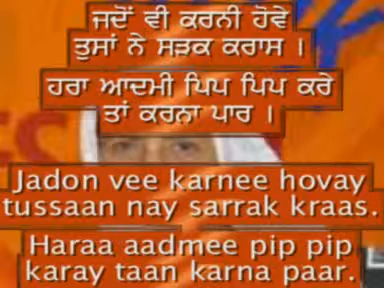 ਜਦੋਂ ਵੀ ਕਰਨੀ ਹੋਵੇ
ਤੁਸਾਂ ਨੇ ਸੜਕ ਕਰਾਸ ।
ਹਰਾ ਆਦਮੀ ਪਿਪ ਪਿਪ ਕਰੇ
ਤਾਂ ਕਰਨਾ ਪਾਰ ।
Jadon vee karnee hovay
tussaan nay sarrak kraas.
Haraa aadmee pip pip
karay taan karna paar.